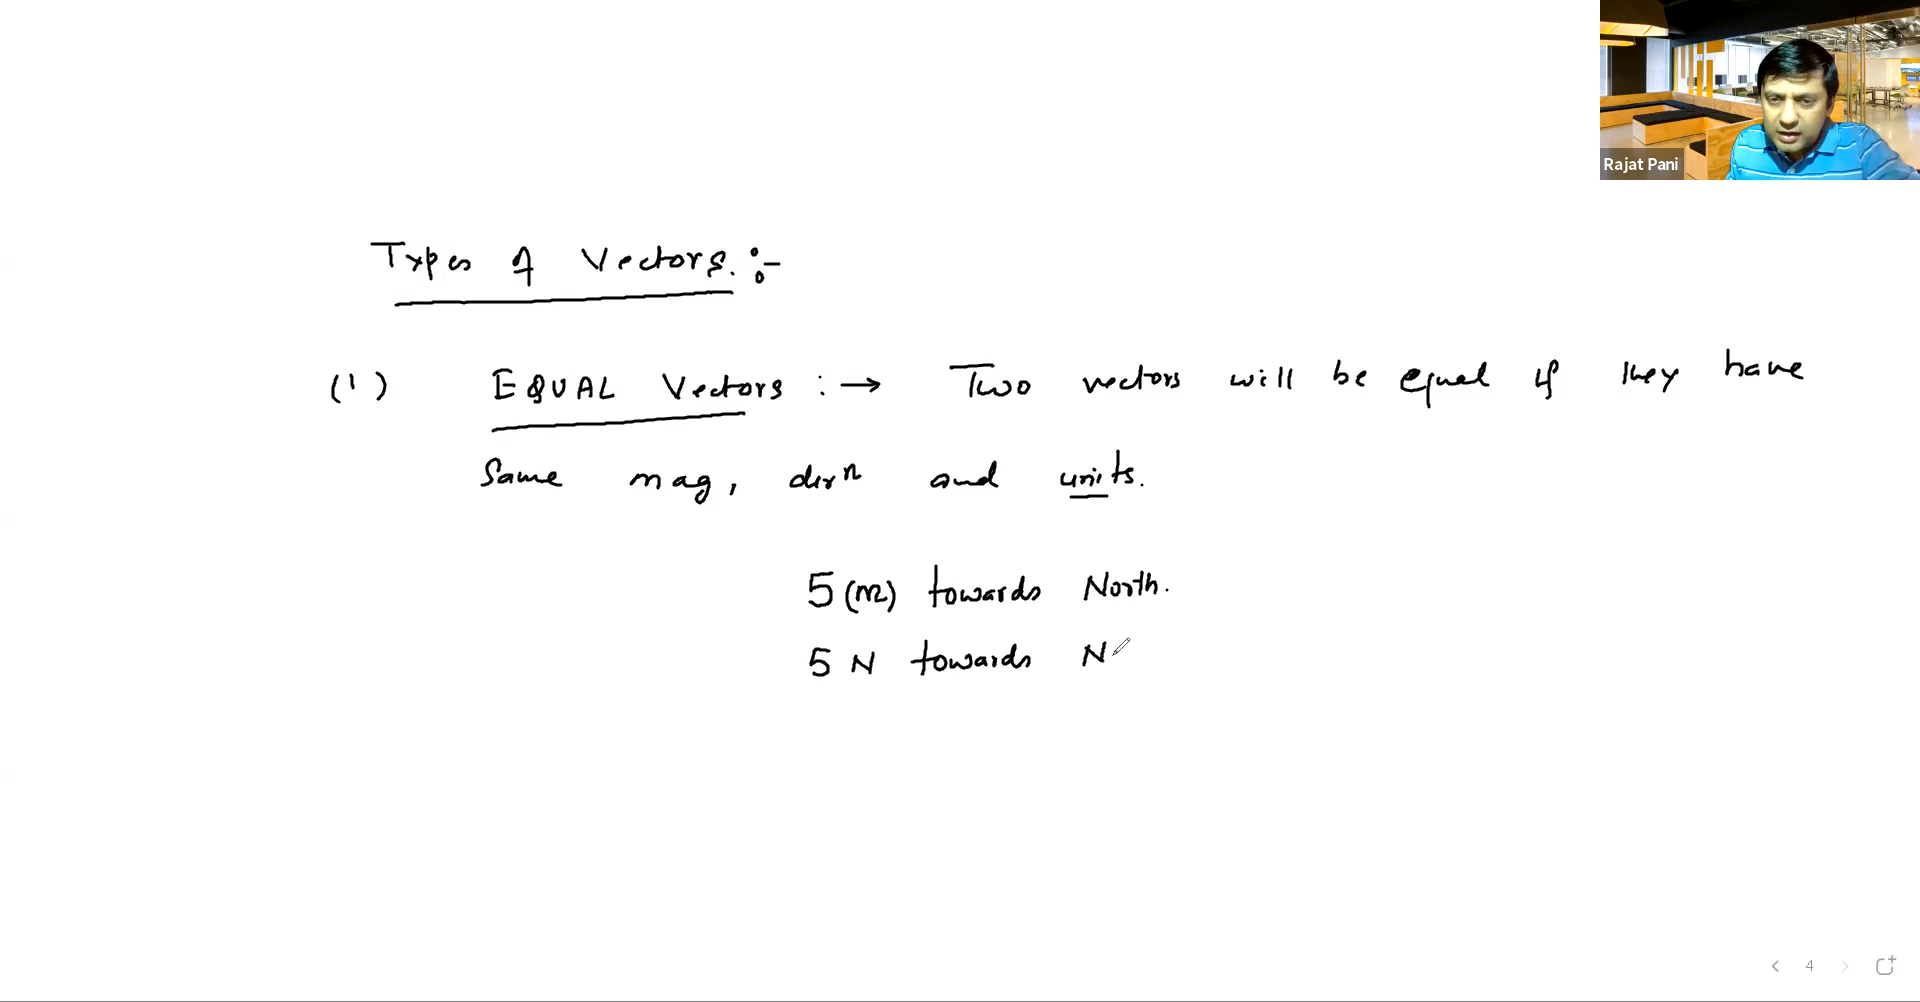 Rajat Pani
Types of Vectors. :-
(1) EQUAL Vectors : → Two vectors will be equal if they have
Same mag, dirⁿ and units.
5 (m) towards North.
5 N towards N
4